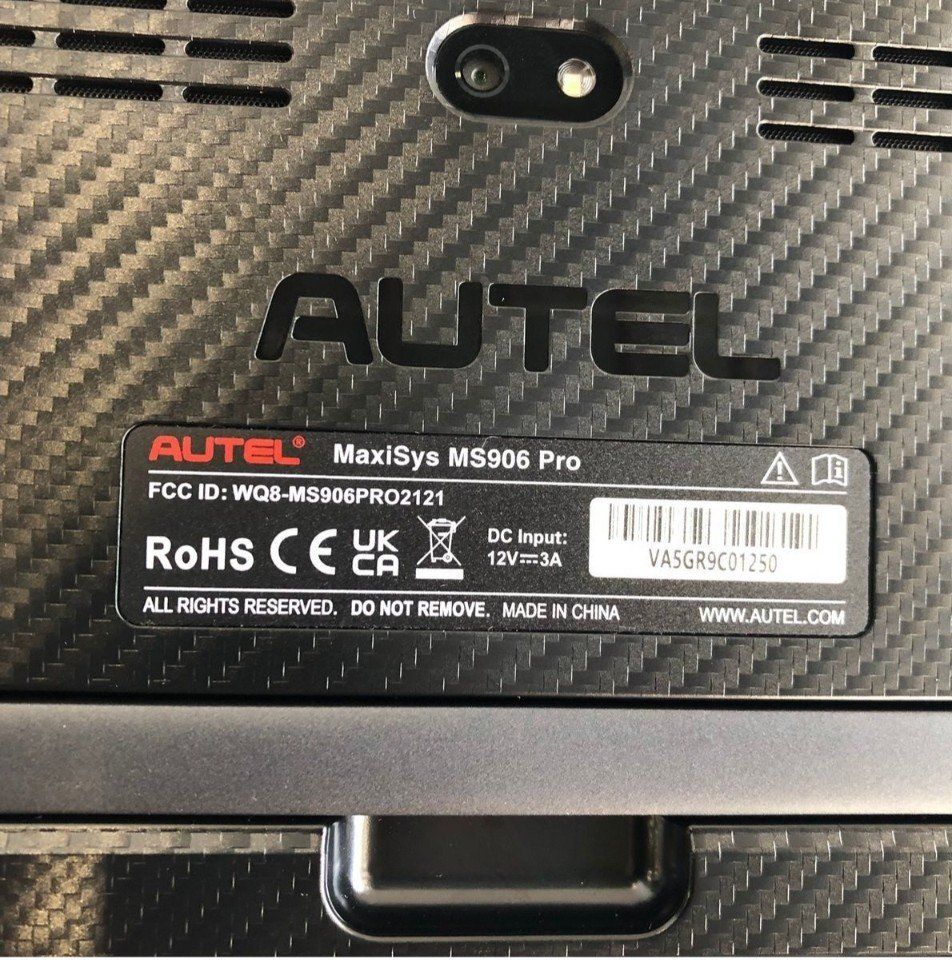 AUTEL
AUTEL® MaxiSys MS906 Pro
FCC ID: WQ8-MS906PRO2121
RoHS CE UK CA
DC Input:
12V⎓3A
VA5GR9C01250
ALL RIGHTS RESERVED. DO NOT REMOVE. MADE IN CHINA WWW.AUTEL.COM